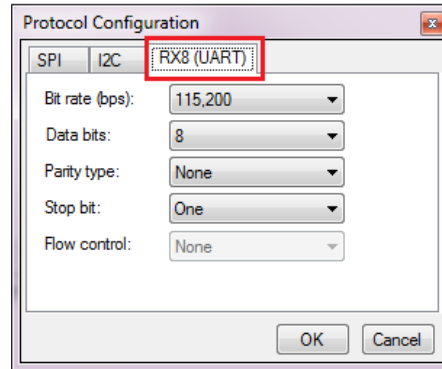 Protocol Configuration
SPI I2C RX8 (UART)
Bit rate (bps): 115,200
Data bits: 8
Parity type: None
Stop bit: One
Flow control: None
OK Cancel